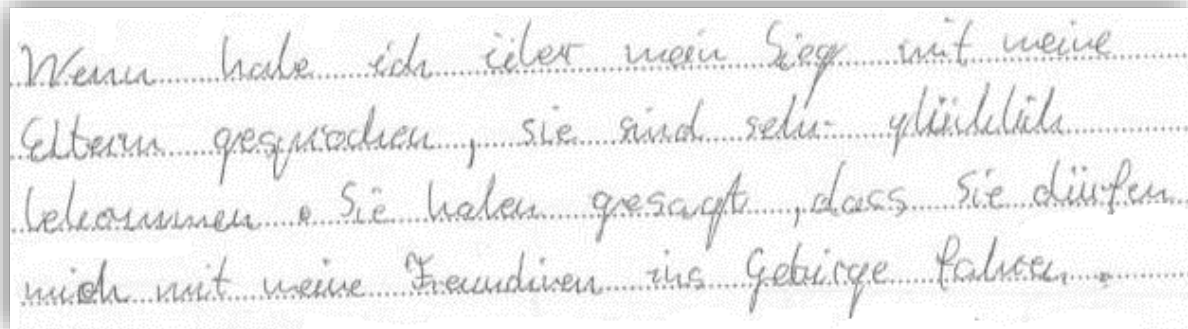 Wenn habe ich über mein Sieg mit meine
Eltern gesprochen, sie sind sehr glücklich
bekommen. Sie haben gesagt, dass Sie dürfen
mich mit meine Freundinen ins Gebirge fahren.